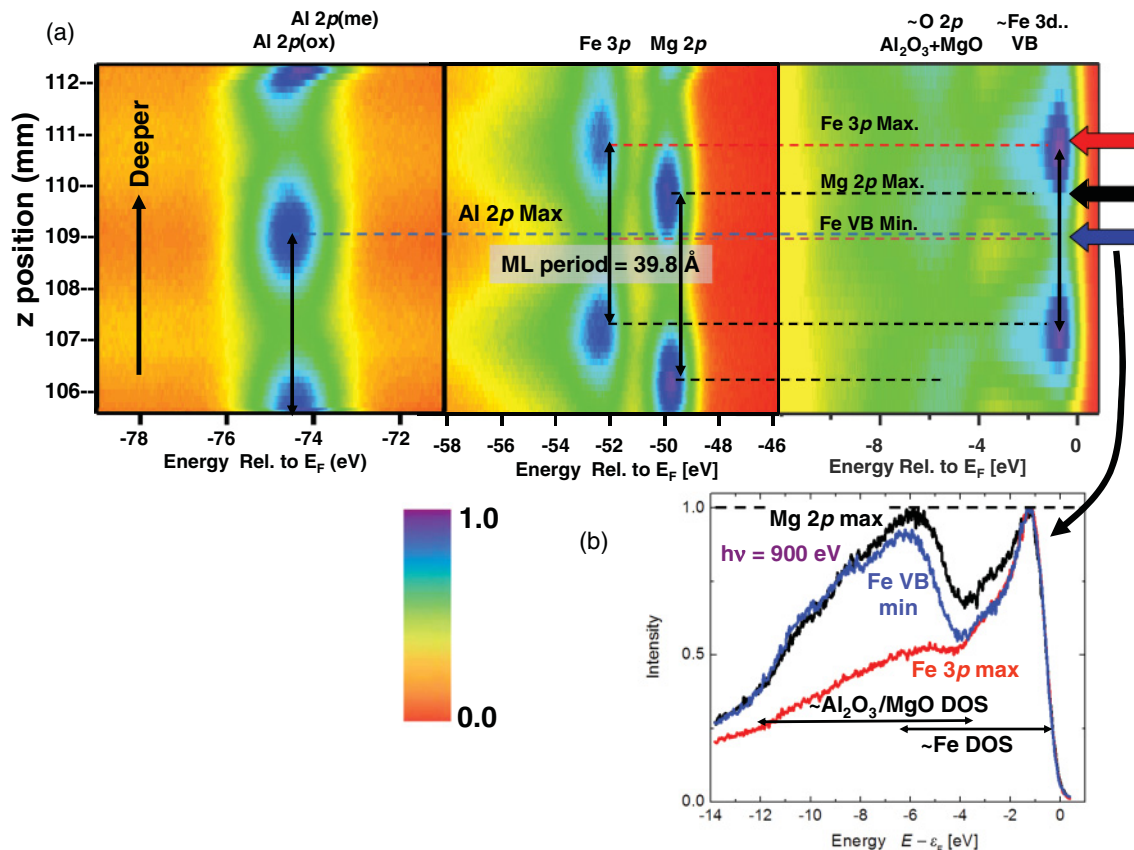 (a)
Al 2p(me)
Al 2p(ox)
Fe 3p
Mg 2p
~O 2p
Al₂O₃+MgO
~Fe 3d..
VB
z position (mm)
112
111
110
109
108
107
106
Deeper
Al 2p Max
ML period = 39.8 Å
Fe 3p Max.
Mg 2p Max.
Fe VB Min.
-78 -76 -74 -72
-58 -56 -54 -52 -50 -48 -46
-8 -4 0
Energy Rel. to E_F (eV)
Energy Rel. to E_F [eV]
Energy Rel. to E_F [eV]
1.0
0.0
(b)
1.0
0.5
0.0
Intensity
Mg 2p max
hν = 900 eV
Fe VB
min
Fe 3p max
~Al₂O₃/MgO DOS
~Fe DOS
-14 -12 -10 -8 -6 -4 -2 0
Energy E – ε_F [eV]